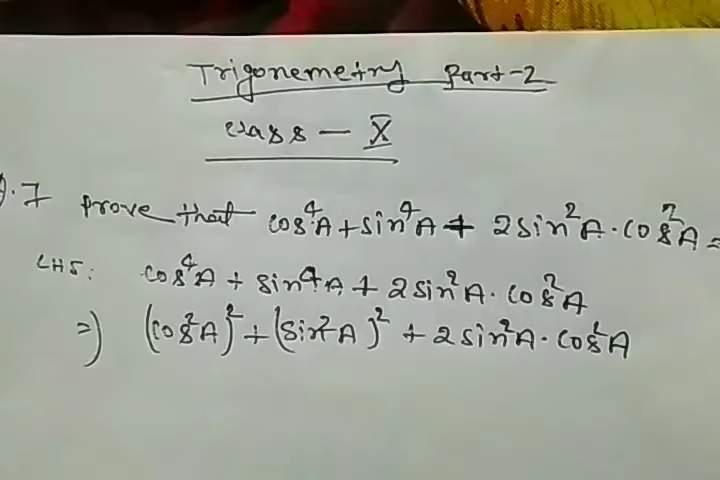 Trigonemetry Part-2
class - X
Q.7 Prove that cos⁴A + sin⁴A + 2sin²A·cos²A =
LHS: cos⁴A + sin⁴A + 2sin²A·cos²A
⇒) (cos²A)² + (sin²A)² + 2sin²A·cos²A